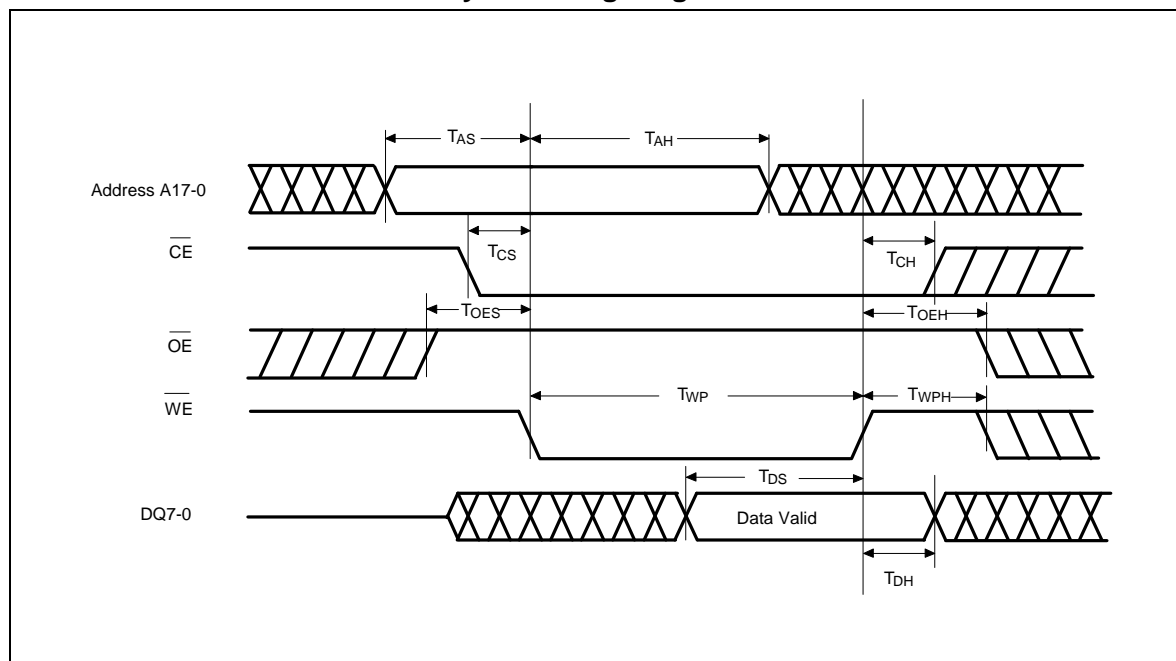 TAS
TAH
Address A17-0
CE
TCS
TCH
TOES
TOEH
OE
TWP
TWPH
WE
TDS
DQ7-0
Data Valid
TDH